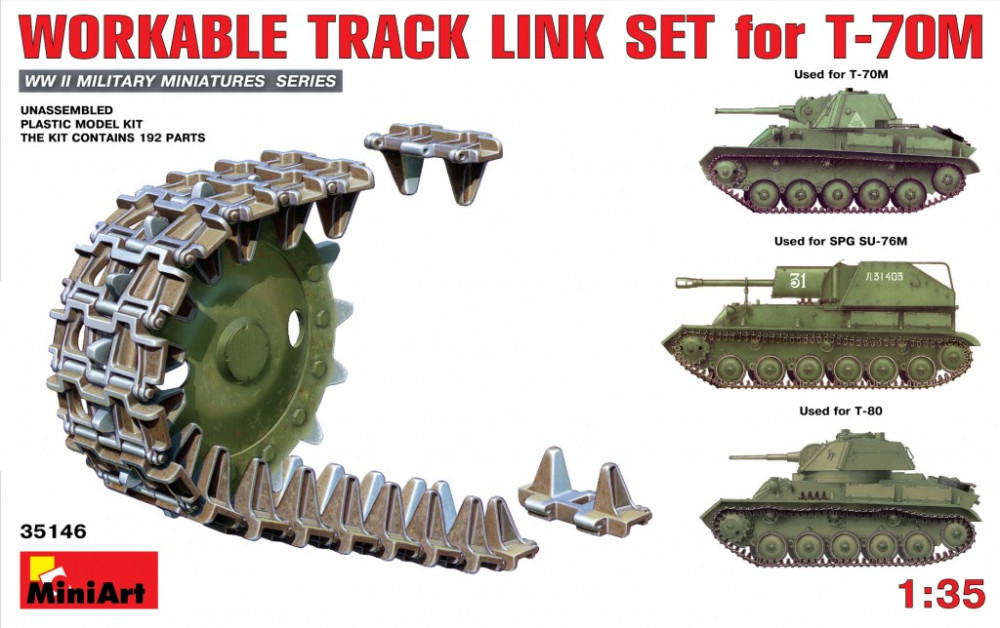 WORKABLE TRACK LINK SET for T-70M
WW II MILITARY MINIATURES SERIES
UNASSEMBLED
PLASTIC MODEL KIT
THE KIT CONTAINS 192 PARTS
Used for T-70M
Used for SPG SU-76M
31
Л31403
Used for T-80
35146
MiniArt
1:35